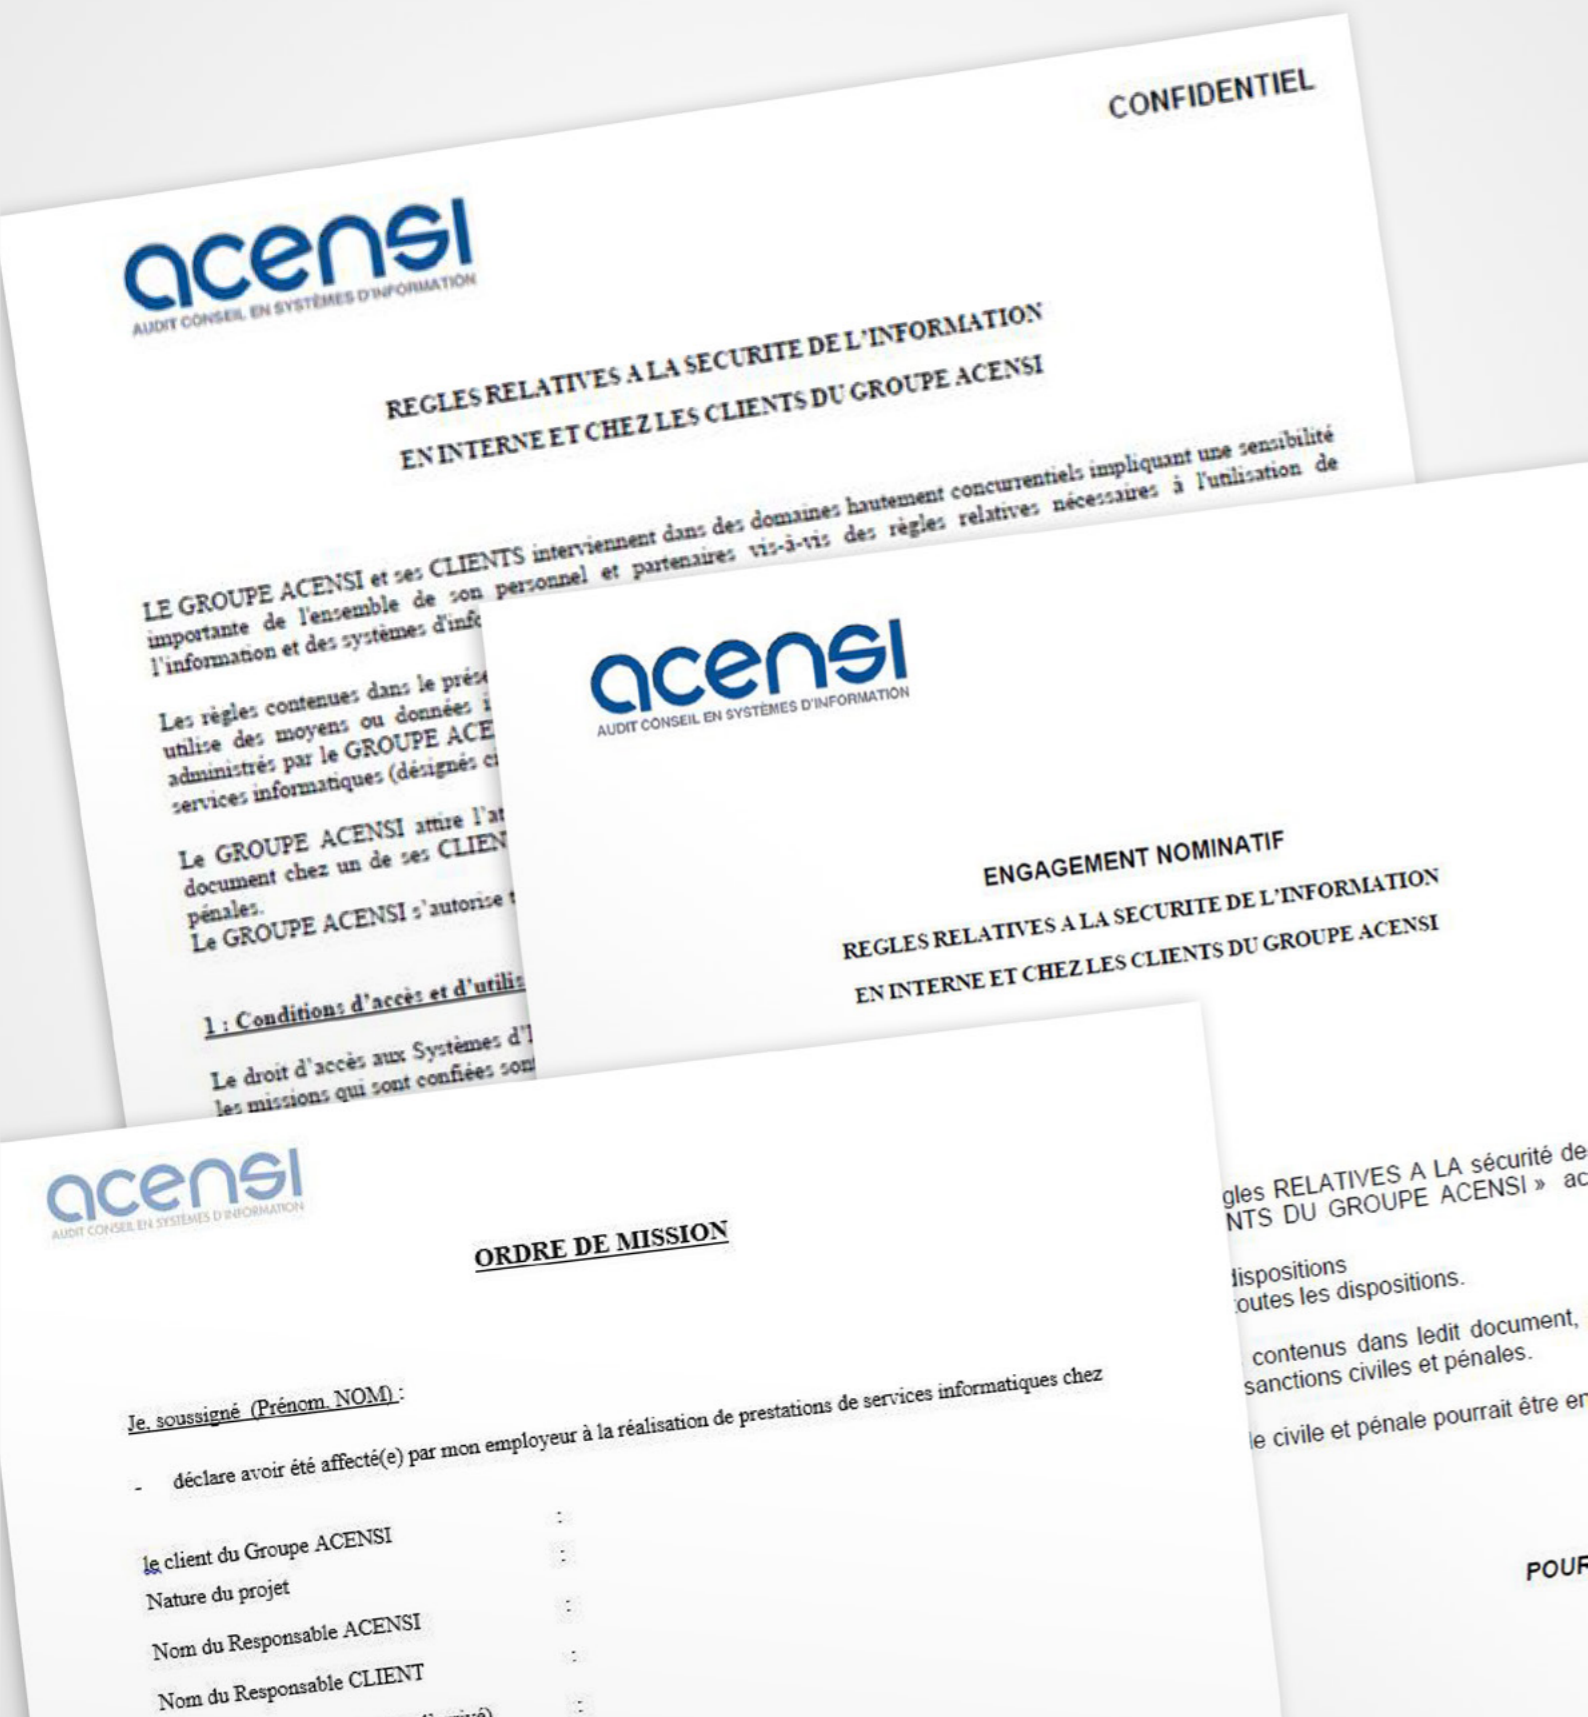 CONFIDENTIEL
acensi
AUDIT CONSEIL EN SYSTÈMES D'INFORMATION
REGLES RELATIVES A LA SECURITE DE L'INFORMATION
EN INTERNE ET CHEZ LES CLIENTS DU GROUPE ACENSI
LE GROUPE ACENSI et ses CLIENTS interviennent dans des domaines hautement concurrentiels impliquant une sensibilité
importante de l'ensemble de son personnel et partenaires vis-à-vis des règles relatives nécessaires à l'utilisation de
l'information et des systèmes d'info
Les règles contenues dans le prése
utilise des moyens ou données i
administrés par le GROUPE ACE
services informatiques (désignés ci
Le GROUPE ACENSI attire l'at
document chez un de ses CLIEN
pénales.
Le GROUPE ACENSI s'autorise t
1 : Conditions d'accès et d'utilis
Le droit d'accès aux Systèmes d'I
les missions qui sont confiées sont
acensi
AUDIT CONSEIL EN SYSTÈMES D'INFORMATION
ENGAGEMENT NOMINATIF
REGLES RELATIVES A LA SECURITE DE L'INFORMATION
EN INTERNE ET CHEZ LES CLIENTS DU GROUPE ACENSI
gles RELATIVES A LA sécurité de
NTS DU GROUPE ACENSI » ac
dispositions
toutes les dispositions.
contenus dans ledit document,
sanctions civiles et pénales.
le civile et pénale pourrait être en
POUR
acensi
AUDIT CONSEIL EN SYSTÈMES D'INFORMATION
ORDRE DE MISSION
Je, soussigné (Prénom, NOM) :
- déclare avoir été affecté(e) par mon employeur à la réalisation de prestations de services informatiques chez
le client du Groupe ACENSI :
Nature du projet :
Nom du Responsable ACENSI :
Nom du Responsable CLIENT :
: